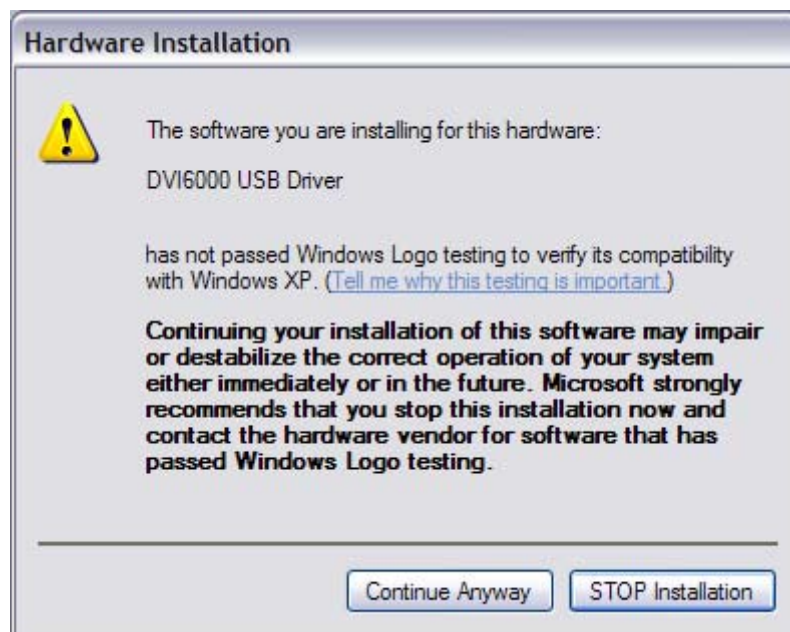 Hardware Installation
The software you are installing for this hardware:
DVI6000 USB Driver
has not passed Windows Logo testing to verify its compatibility
with Windows XP. (Tell me why this testing is important.)
Continuing your installation of this software may impair
or destabilize the correct operation of your system
either immediately or in the future. Microsoft strongly
recommends that you stop this installation now and
contact the hardware vendor for software that has
passed Windows Logo testing.
Continue Anyway STOP Installation